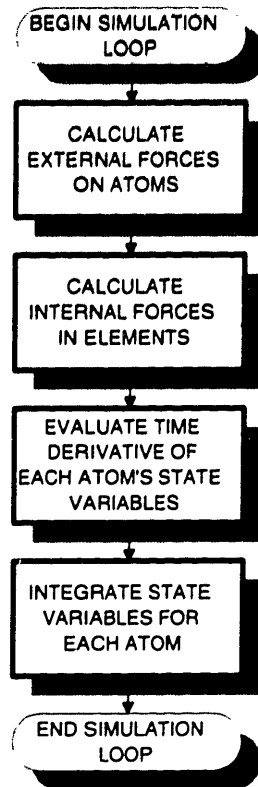 BEGIN SIMULATION
LOOP
CALCULATE
EXTERNAL FORCES
ON ATOMS
CALCULATE
INTERNAL FORCES
IN ELEMENTS
EVALUATE TIME
DERIVATIVE OF
EACH ATOM'S STATE
VARIABLES
INTEGRATE STATE
VARIABLES FOR
EACH ATOM
END SIMULATION
LOOP